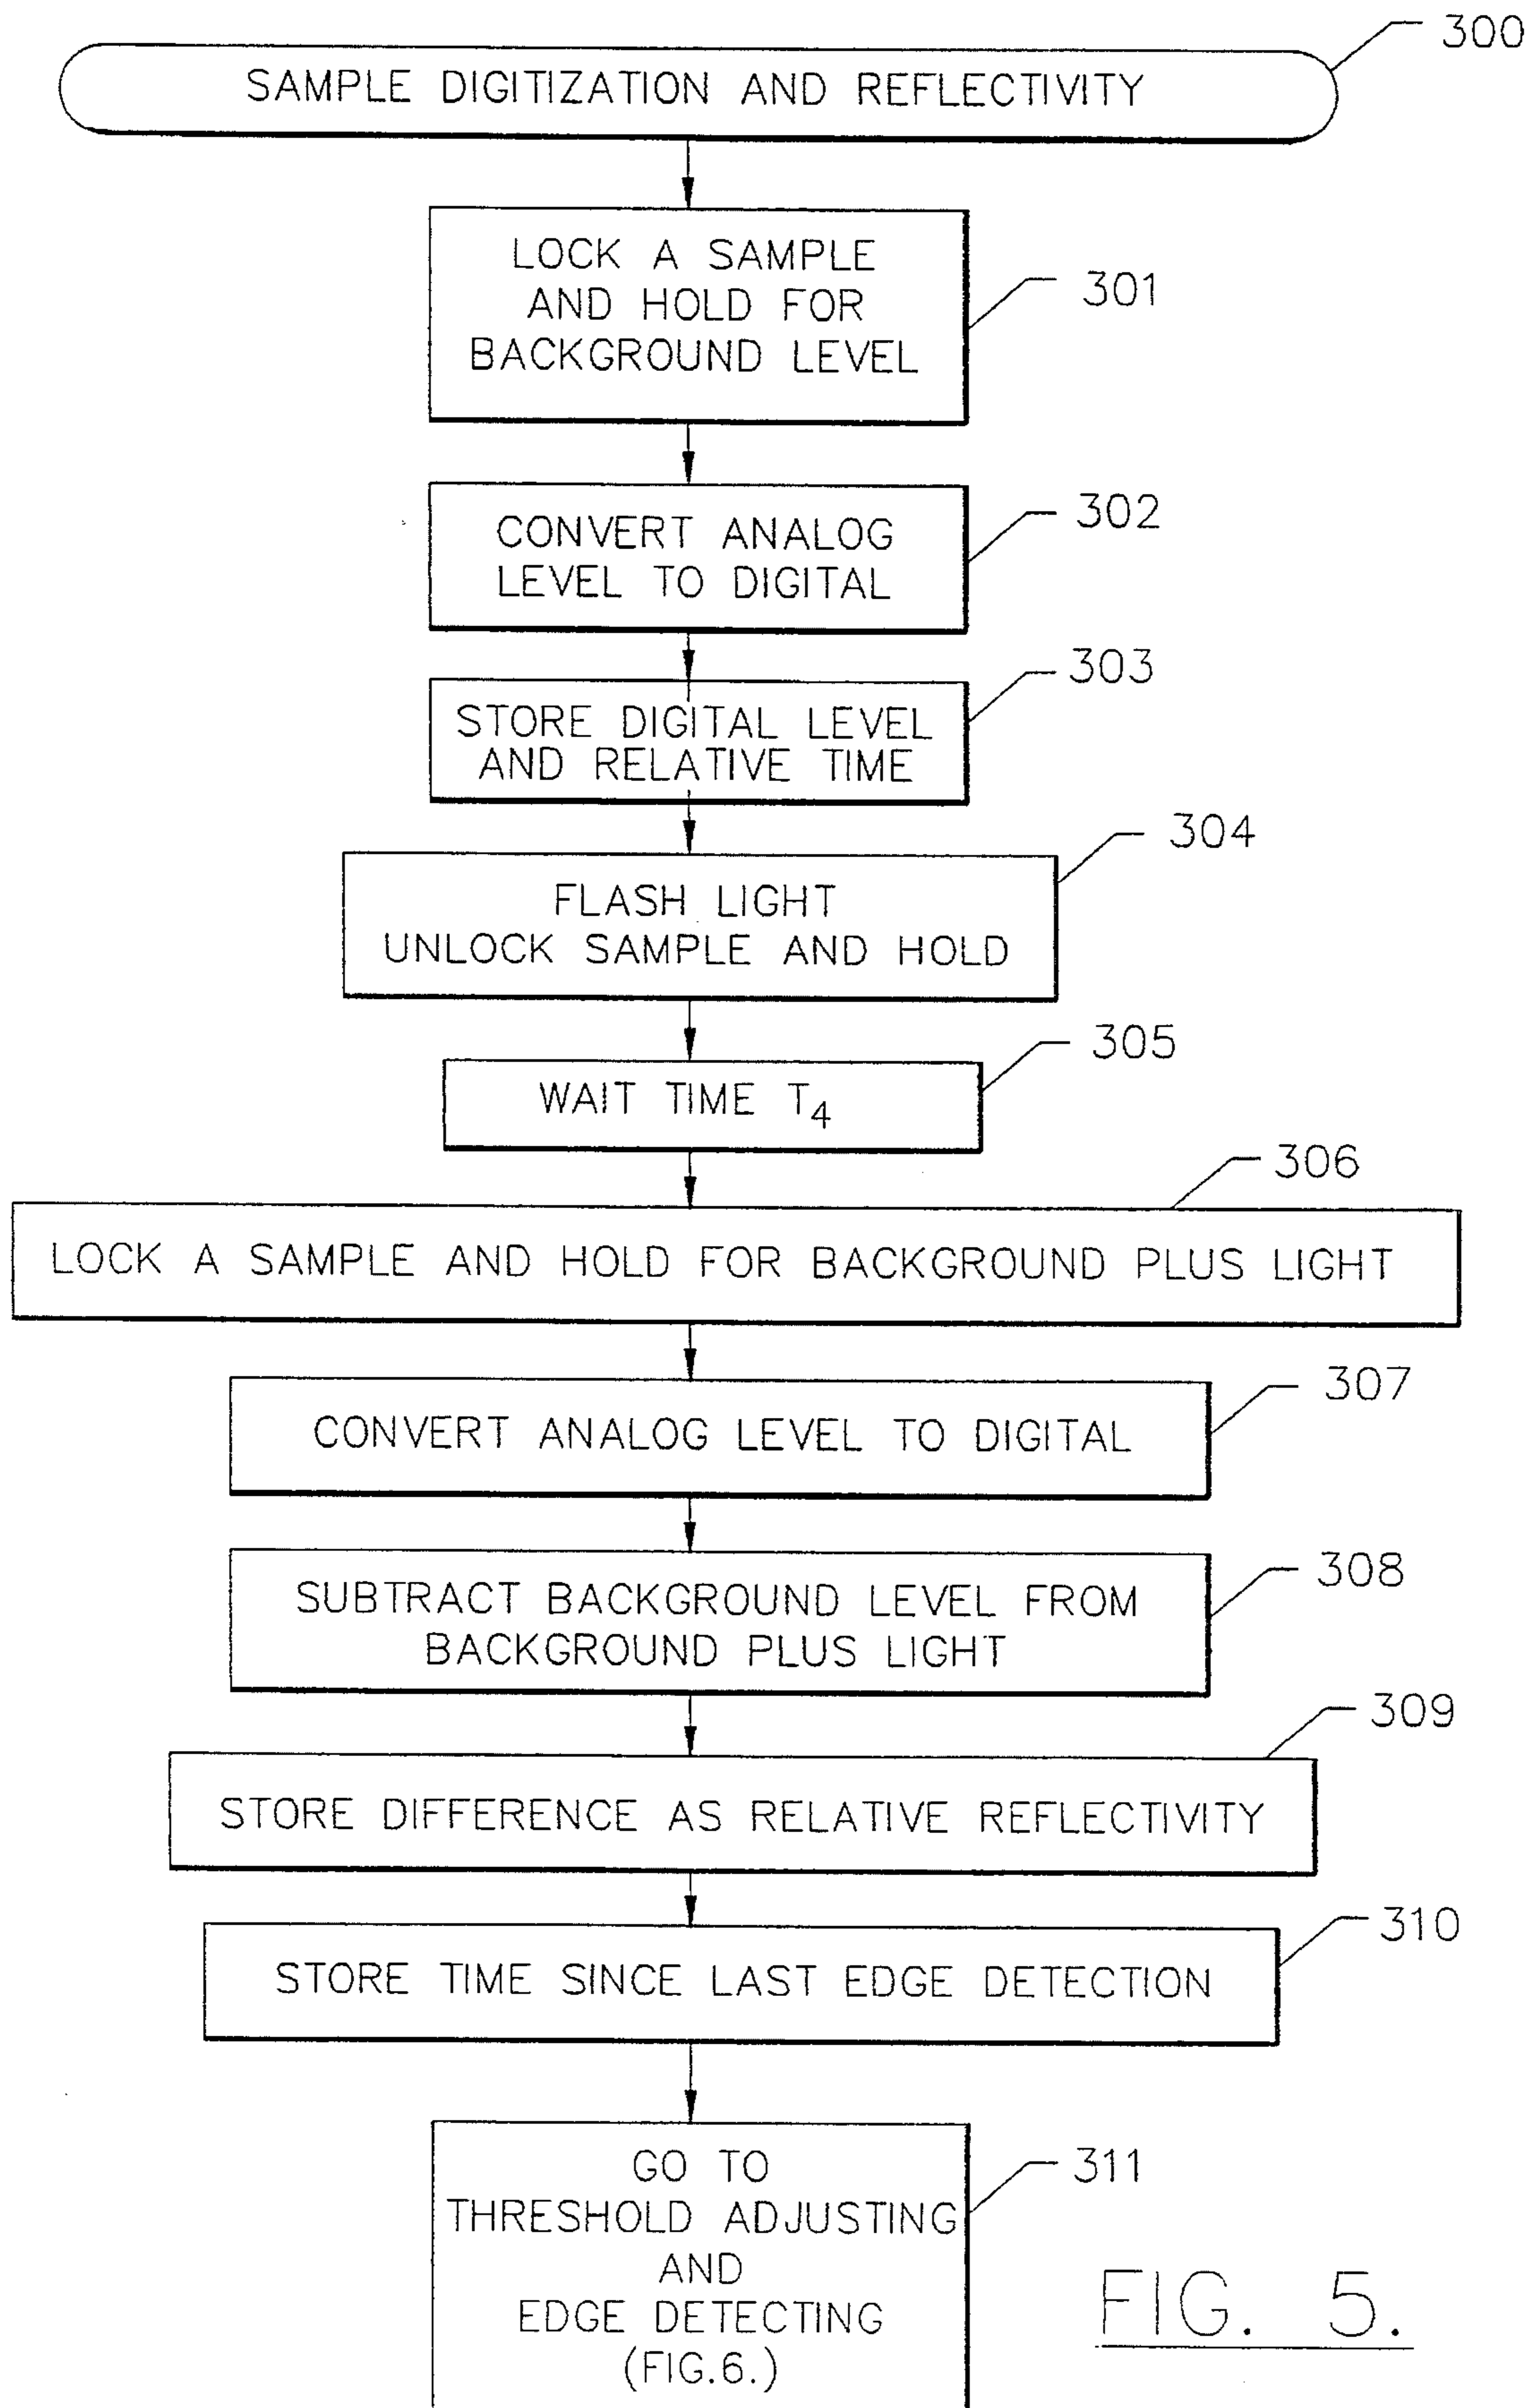 300
SAMPLE DIGITIZATION AND REFLECTIVITY
LOCK A SAMPLE
AND HOLD FOR
BACKGROUND LEVEL
301
CONVERT ANALOG
LEVEL TO DIGITAL
302
303
STORE DIGITAL LEVEL
AND RELATIVE TIME
304
FLASH LIGHT
UNLOCK SAMPLE AND HOLD
305
WAIT TIME T₄
306
LOCK A SAMPLE AND HOLD FOR BACKGROUND PLUS LIGHT
307
CONVERT ANALOG LEVEL TO DIGITAL
308
SUBTRACT BACKGROUND LEVEL FROM
BACKGROUND PLUS LIGHT
309
STORE DIFFERENCE AS RELATIVE REFLECTIVITY
310
STORE TIME SINCE LAST EDGE DETECTION
311
GO TO
THRESHOLD ADJUSTING
AND
EDGE DETECTING
(FIG.6.)
FIG. 5.